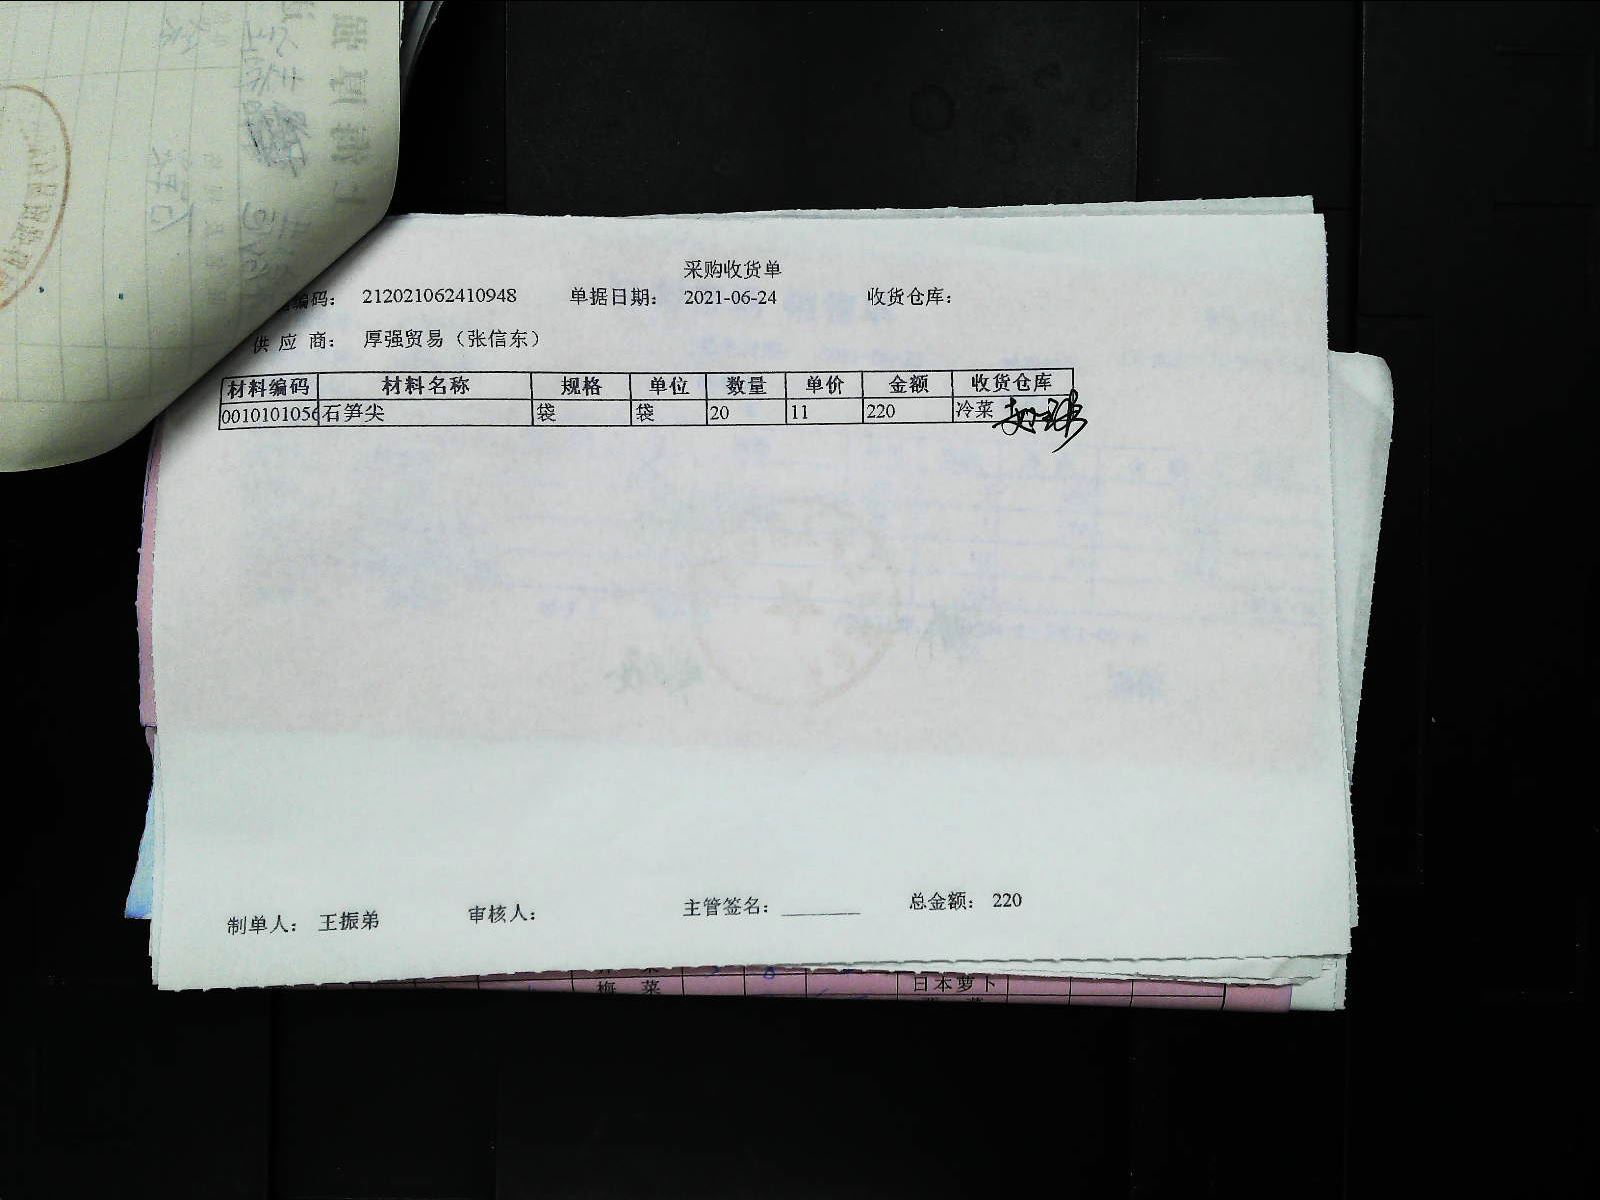 采购收货单
编码： 212021062410948 单据日期： 2021-06-24 收货仓库：
供 应 商： 厚强贸易（张信东）
材料编码 材料名称 规格 单位 数量 单价 金额 收货仓库
0010101056 石笋尖 袋 袋 20 11 220 冷菜
制单人： 王振弟 审核人： 主管签名： ________ 总金额： 220
梅 菜 日本萝卜